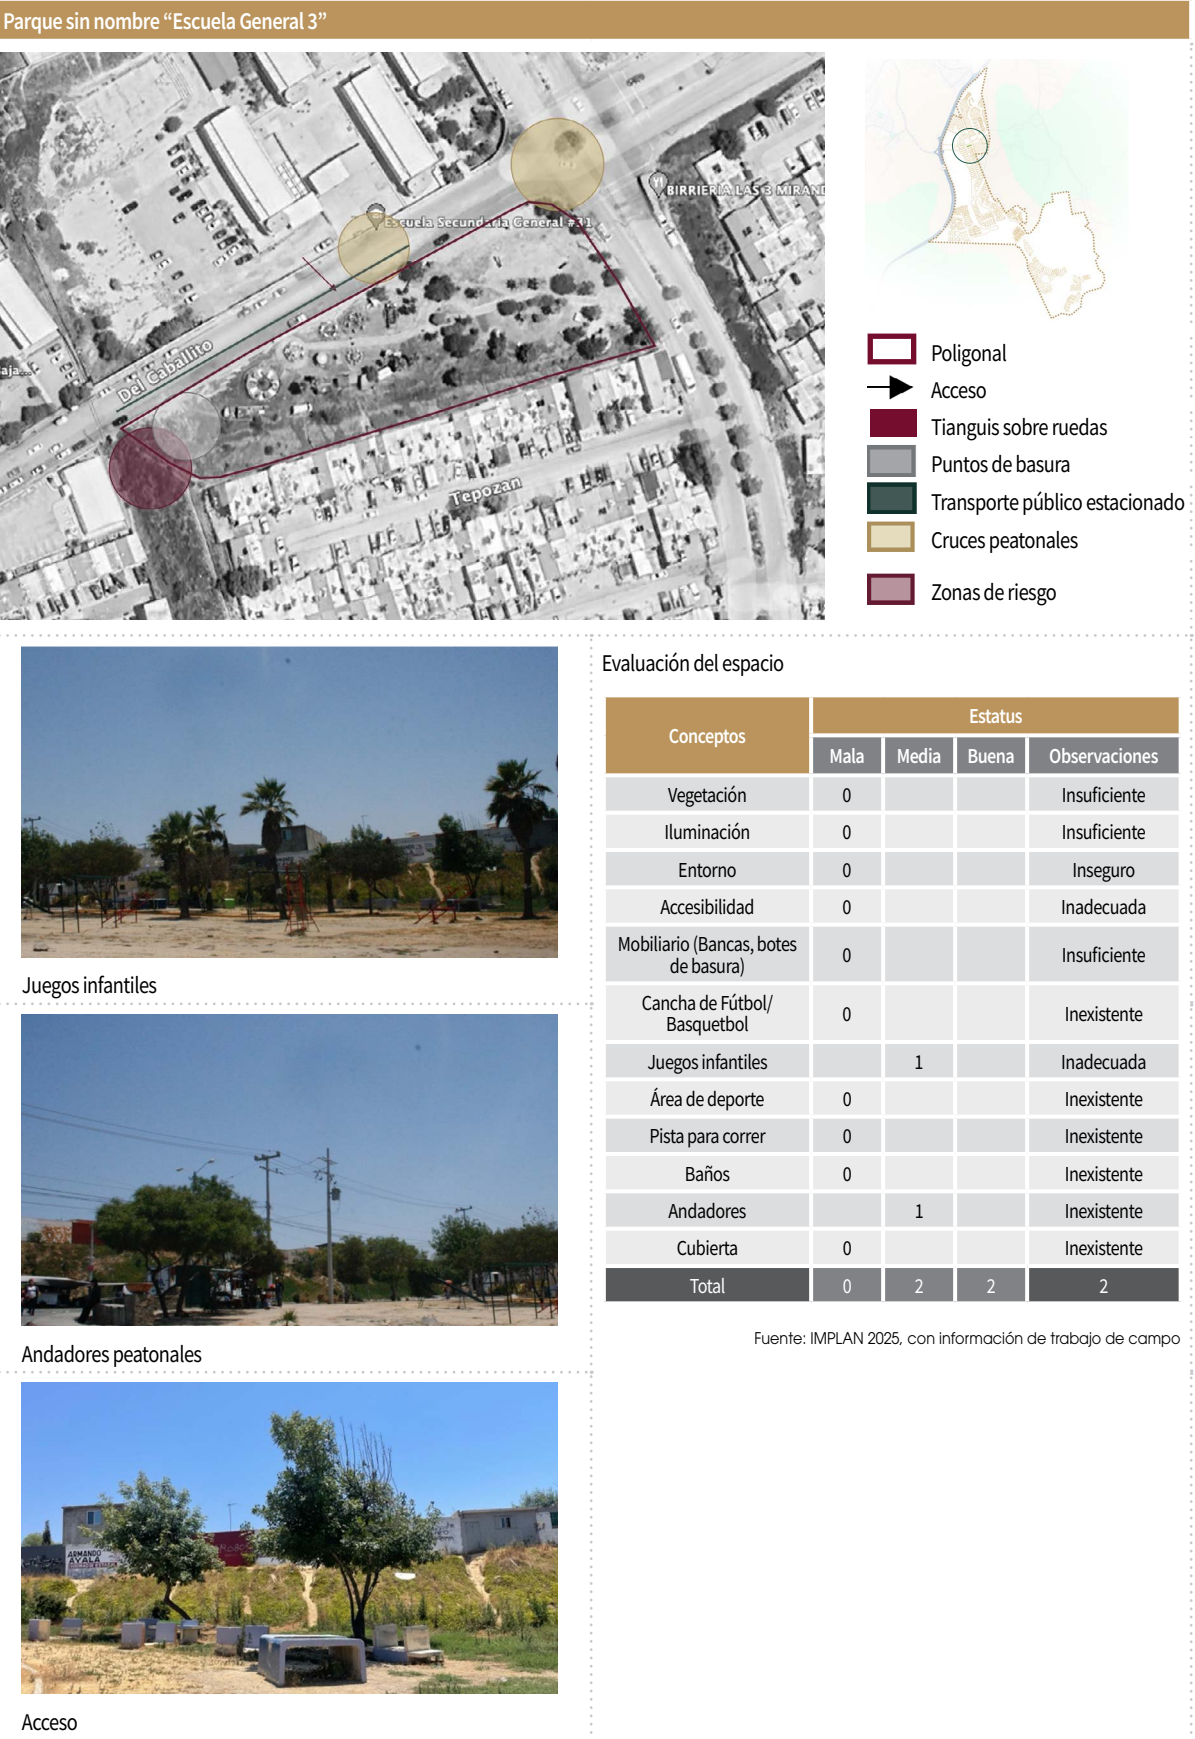 Parque sin nombre “Escuela General 3”
BIRRIERIA LAS 3 MIRAND
Escuela Secundaria General #31
Del Caballito
Tepozan
Poligonal
Acceso
Tianguis sobre ruedas
Puntos de basura
Transporte público estacionado
Cruces peatonales
Zonas de riesgo
Juegos infantiles
Andadores peatonales
ARMANDO
AYALA
Acceso
Evaluación del espacio
Conceptos Estatus
Mala Media Buena Observaciones
Vegetación 0 Insuficiente
Iluminación 0 Insuficiente
Entorno 0 Inseguro
Accesibilidad 0 Inadecuada
Mobiliario (Bancas, botes
de basura) 0 Insuficiente
Cancha de Fútbol/
Basquetbol 0 Inexistente
Juegos infantiles 1 Inadecuada
Área de deporte 0 Inexistente
Pista para correr 0 Inexistente
Baños 0 Inexistente
Andadores 1 Inexistente
Cubierta 0 Inexistente
Total 0 2 2 2
Fuente: IMPLAN 2025, con información de trabajo de campo